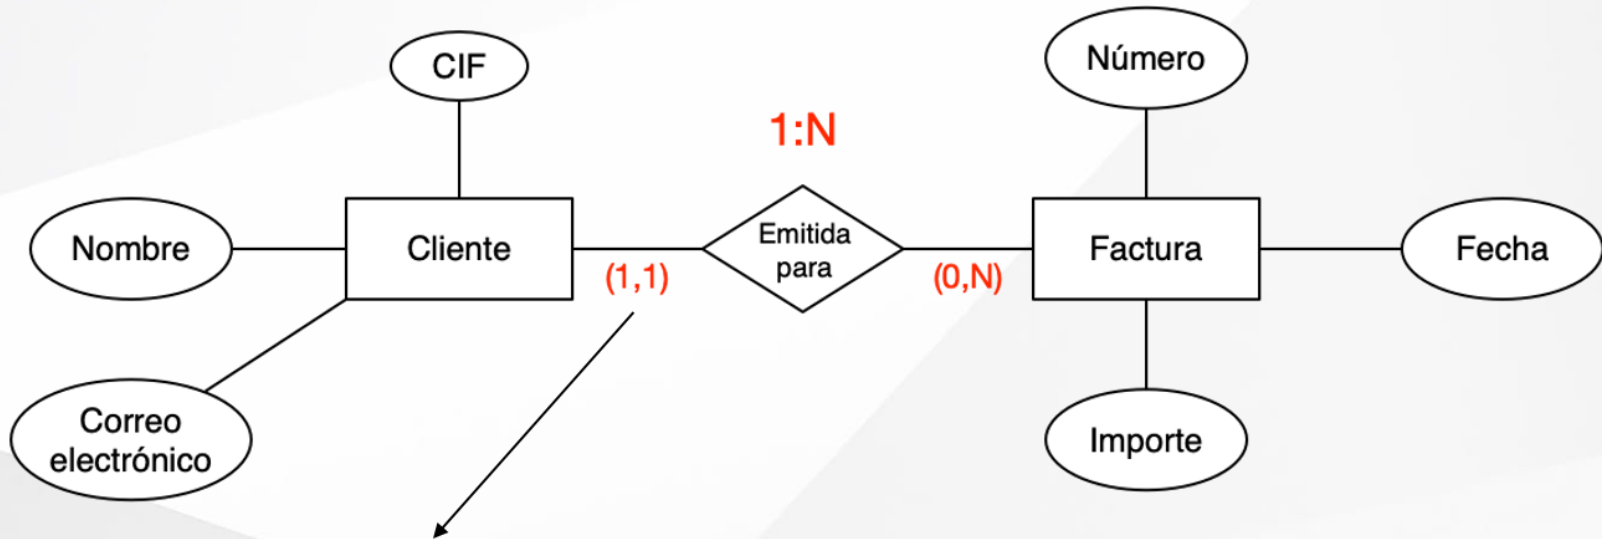 CIF
Número
1:N
Nombre
Cliente
Emitida
para
Factura
Fecha
(1,1)
(0,N)
Correo
electrónico
Importe